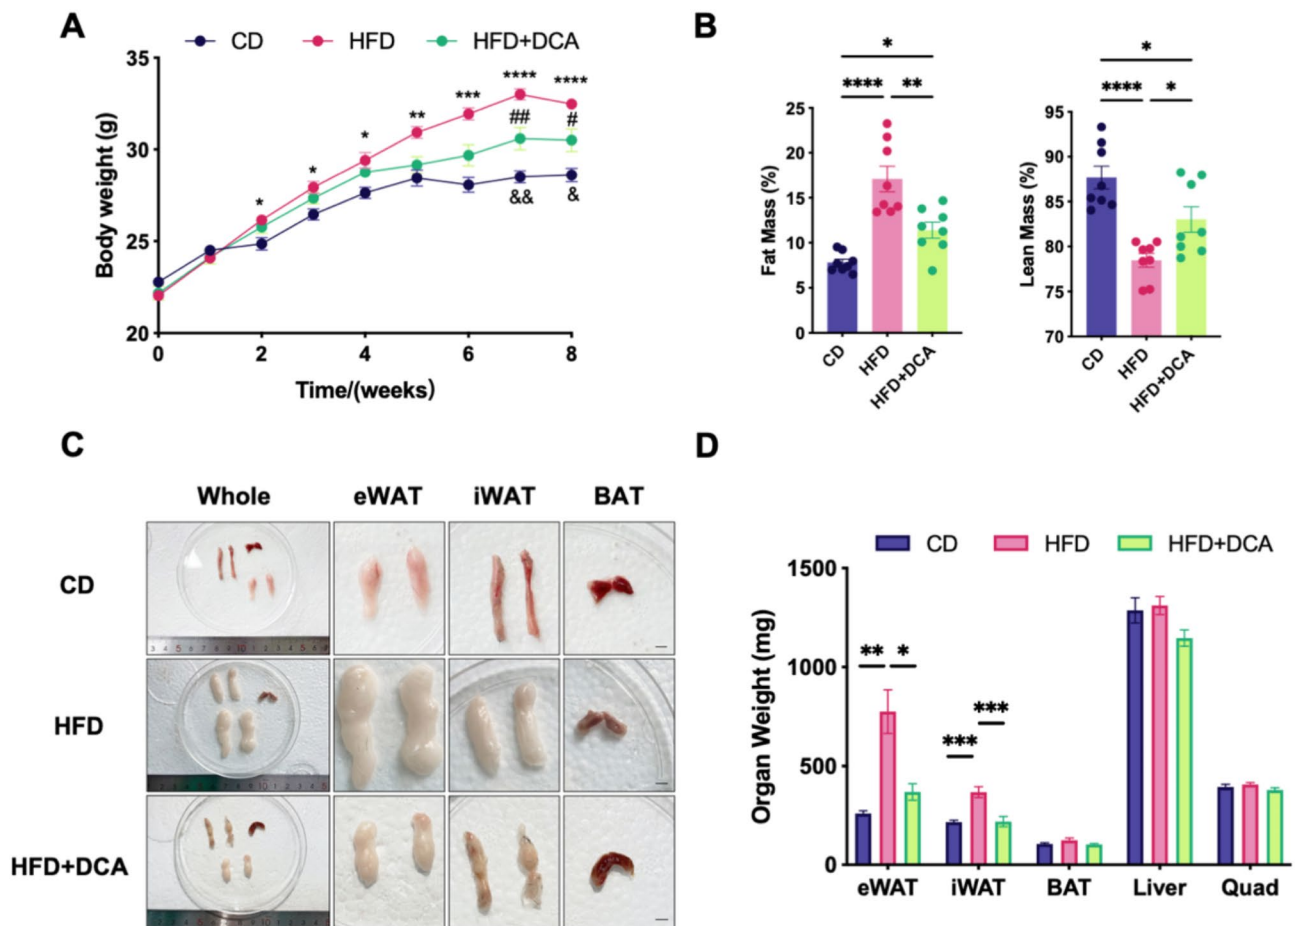 A
CD HFD HFD+DCA
35
30
25
20
Body weight (g)
* * * ** *** **** ****
## #
&& &
0 2 4 6 8
Time/(weeks)
B
*
**** **
25
20
15
10
5
0
Fat Mass (%)
CD HFD HFD+DCA
*
**** *
95
90
85
80
75
70
Lean Mass (%)
CD HFD HFD+DCA
C
Whole eWAT iWAT BAT
CD
HFD
HFD+DCA
D
CD HFD HFD+DCA
1500
1000
500
0
Organ Weight (mg)
** *
*** ***
eWAT iWAT BAT Liver Quad